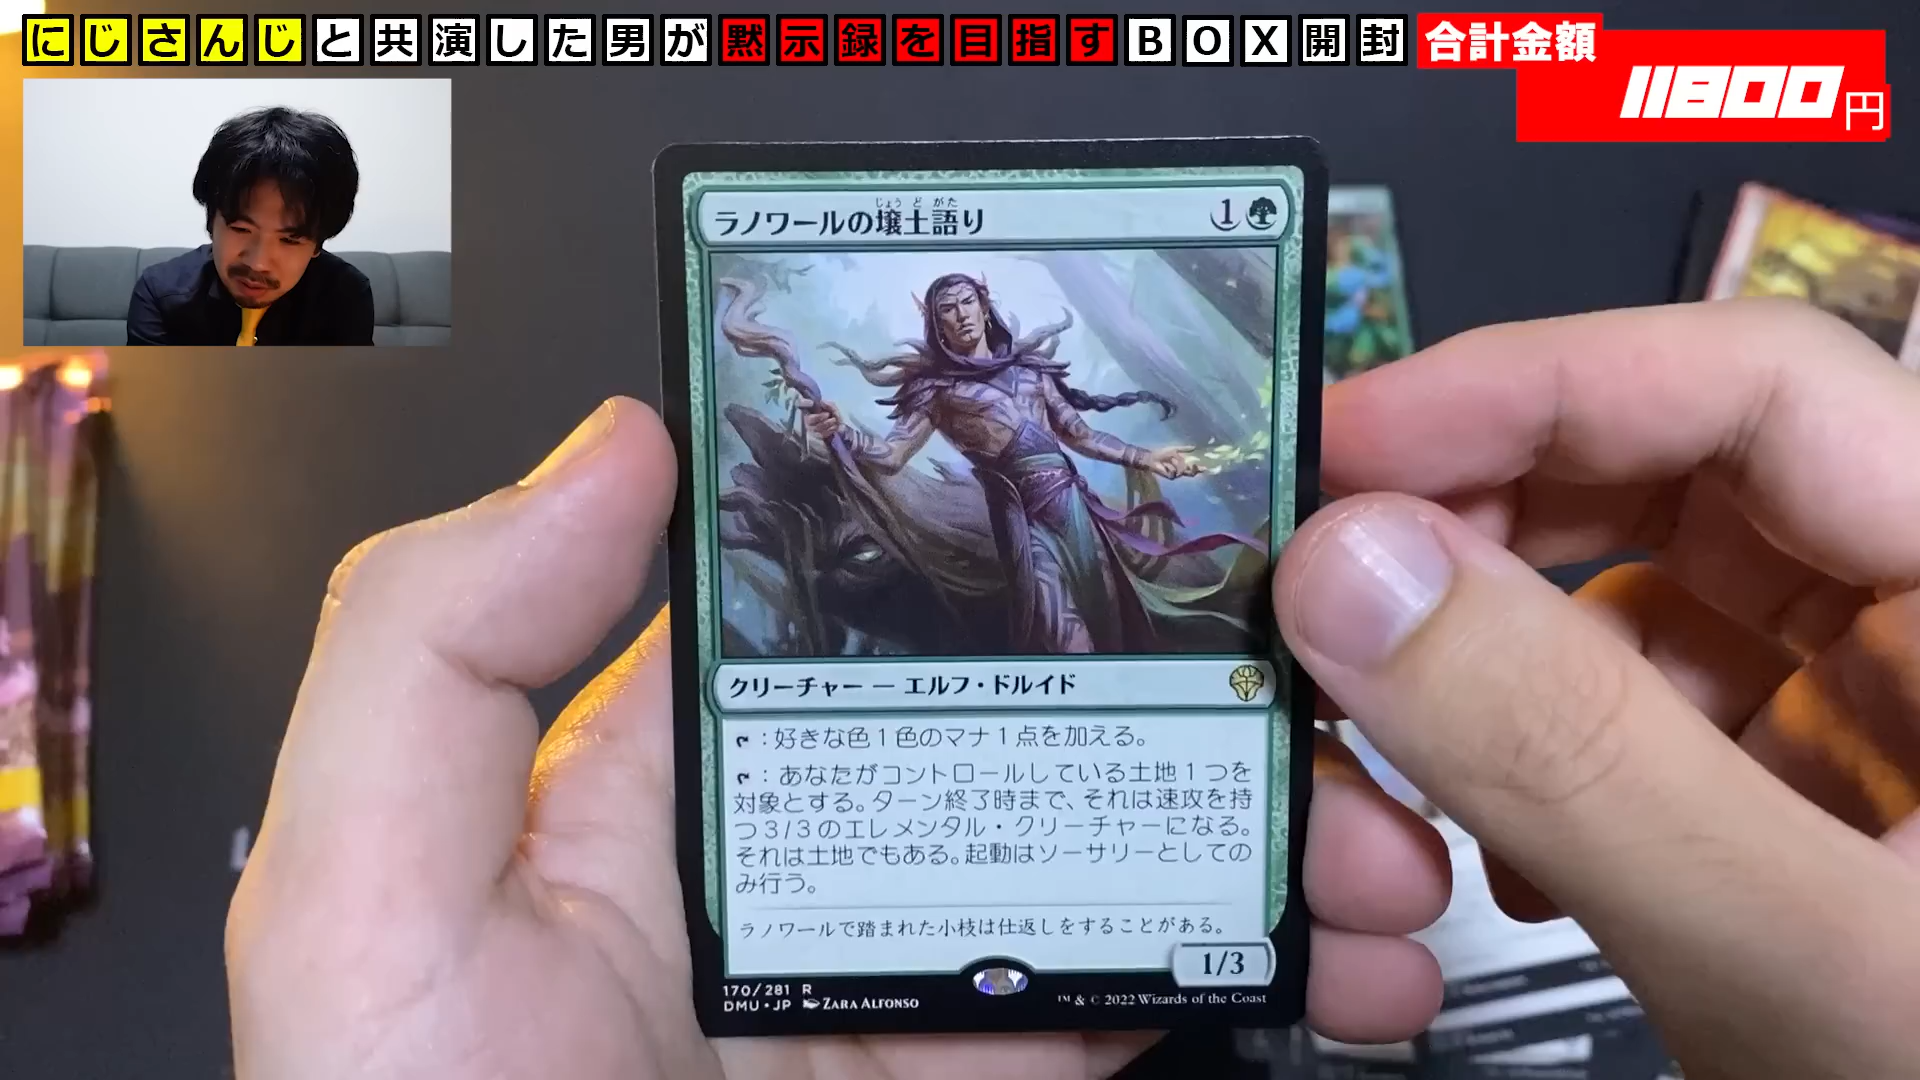 にじさんじと共演した男が黙示録を目指すBOX開封
合計金額
11800円
ラノワールの壌土語り
じょうどがた
1
クリーチャー — エルフ・ドルイド
:好きな色1色のマナ1点を加える。
:あなたがコントロールしている土地1つを
対象とする。ターン終了時まで、それは速攻を持
つ3/3のエレメンタル・クリーチャーになる。
それは土地でもある。起動はソーサリーとしての
み行う。
ラノワールで踏まれた小枝は仕返しをすることがある。
1/3
170/281 R
DMU • JP ZARA ALFONSO
™ & © 2022 Wizards of the Coast